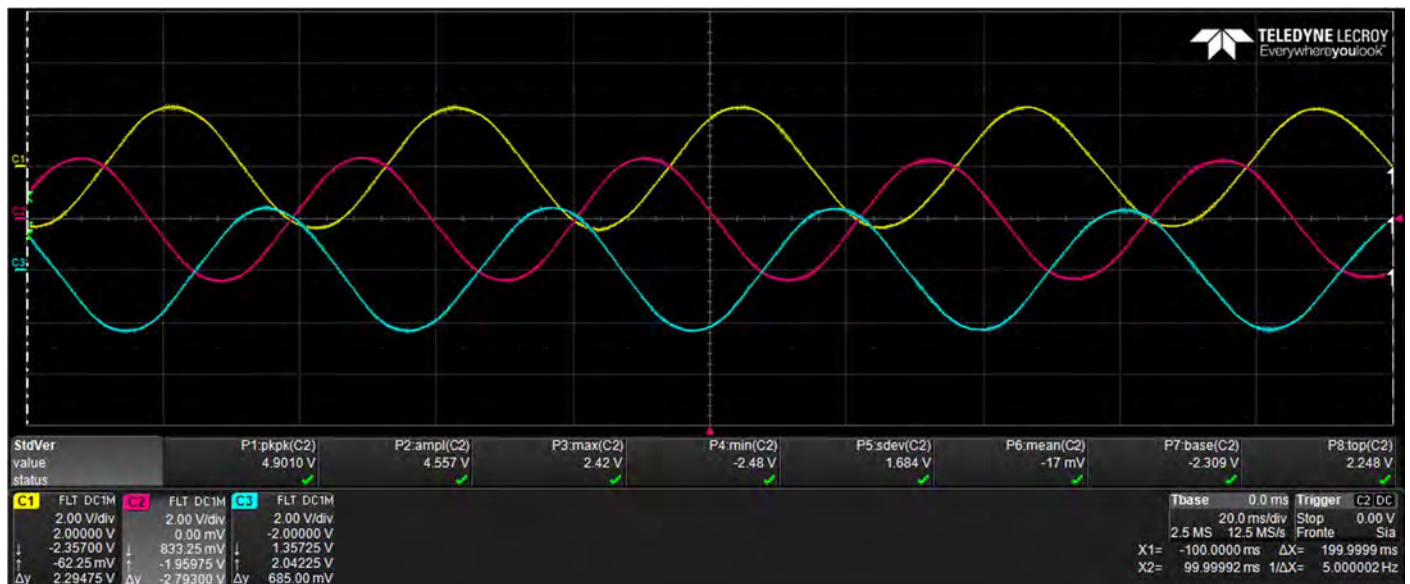 TELEDYNE LECROY
Everywhereyoulook™
C1
C2
C3
StdVer P1:pkpk(C2) P2:ampl(C2) P3:max(C2) P4:min(C2) P5:sdev(C2) P6:mean(C2) P7:base(C2) P8:top(C2)
value 4.9010 V 4.557 V 2.42 V -2.48 V 1.684 V -17 mV -2.309 V 2.248 V
status
C1 FLT DC1M C2 FLT DC1M C3 FLT DC1M Tbase 0.0 ms Trigger C2 DC
2.00 V/div 2.00 V/div 2.00 V/div 20.0 ms/div Stop 0.00 V
2.00000 V 0.00 mV -2.00000 V 2.5 MS 12.5 MS/s Fronte Sia
↓ -2.35700 V ↓ 833.25 mV ↓ 1.35725 V X1= -100.0000 ms ΔX= 199.9999 ms
↑ -62.25 mV ↑ -1.95975 V ↑ 2.04225 V X2= 99.99992 ms 1/ΔX= 5.000002 Hz
Δy 2.29475 V Δy -2.79300 V Δy 685.00 mV